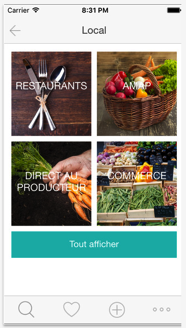 Carrier 8:31 PM
Local
RESTAURANTS
AMAP
DIRECT AU
PRODUCTEUR
COMMERCE
Tout afficher